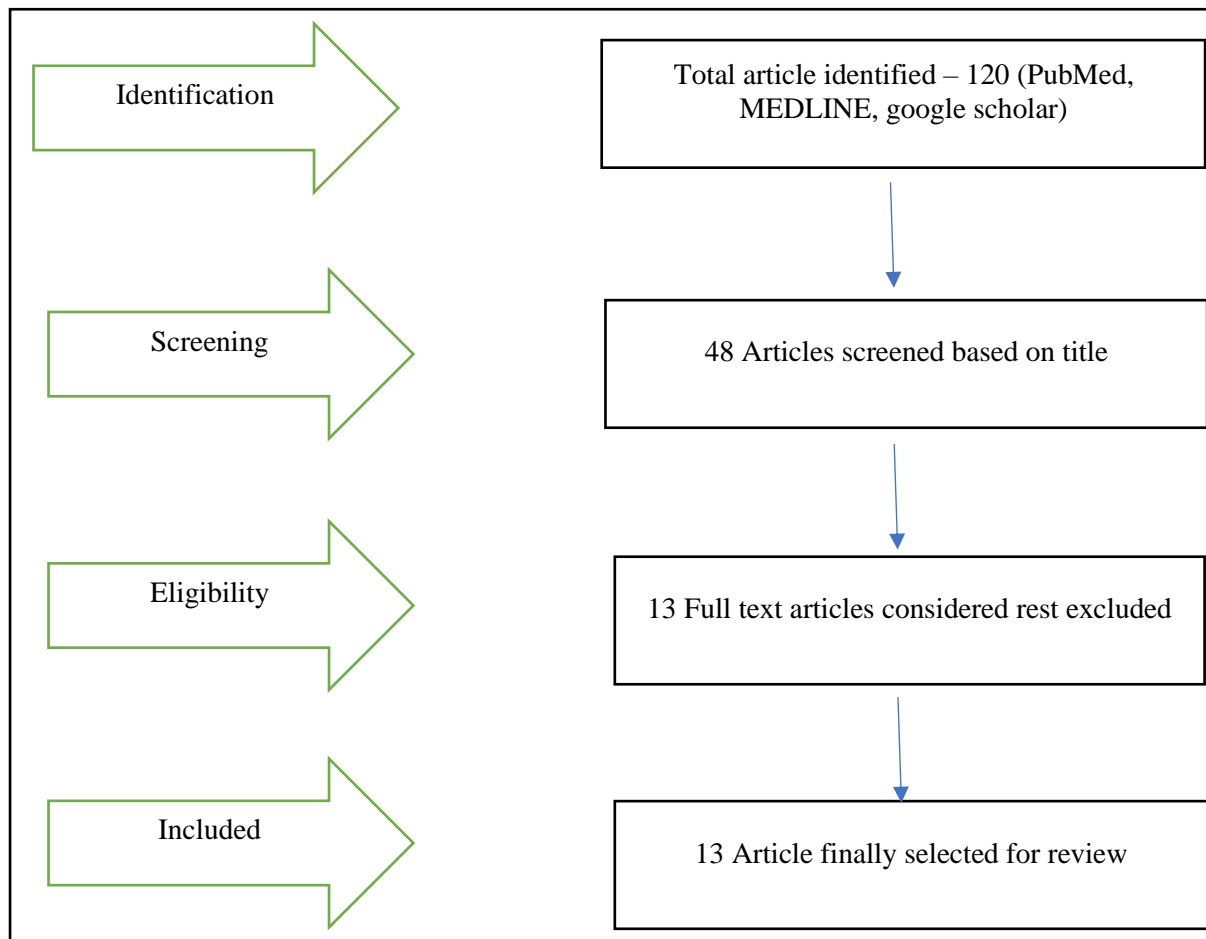 Identification
Total article identified – 120 (PubMed,
MEDLINE, google scholar)
Screening
48 Articles screened based on title
Eligibility
13 Full text articles considered rest excluded
Included
13 Article finally selected for review